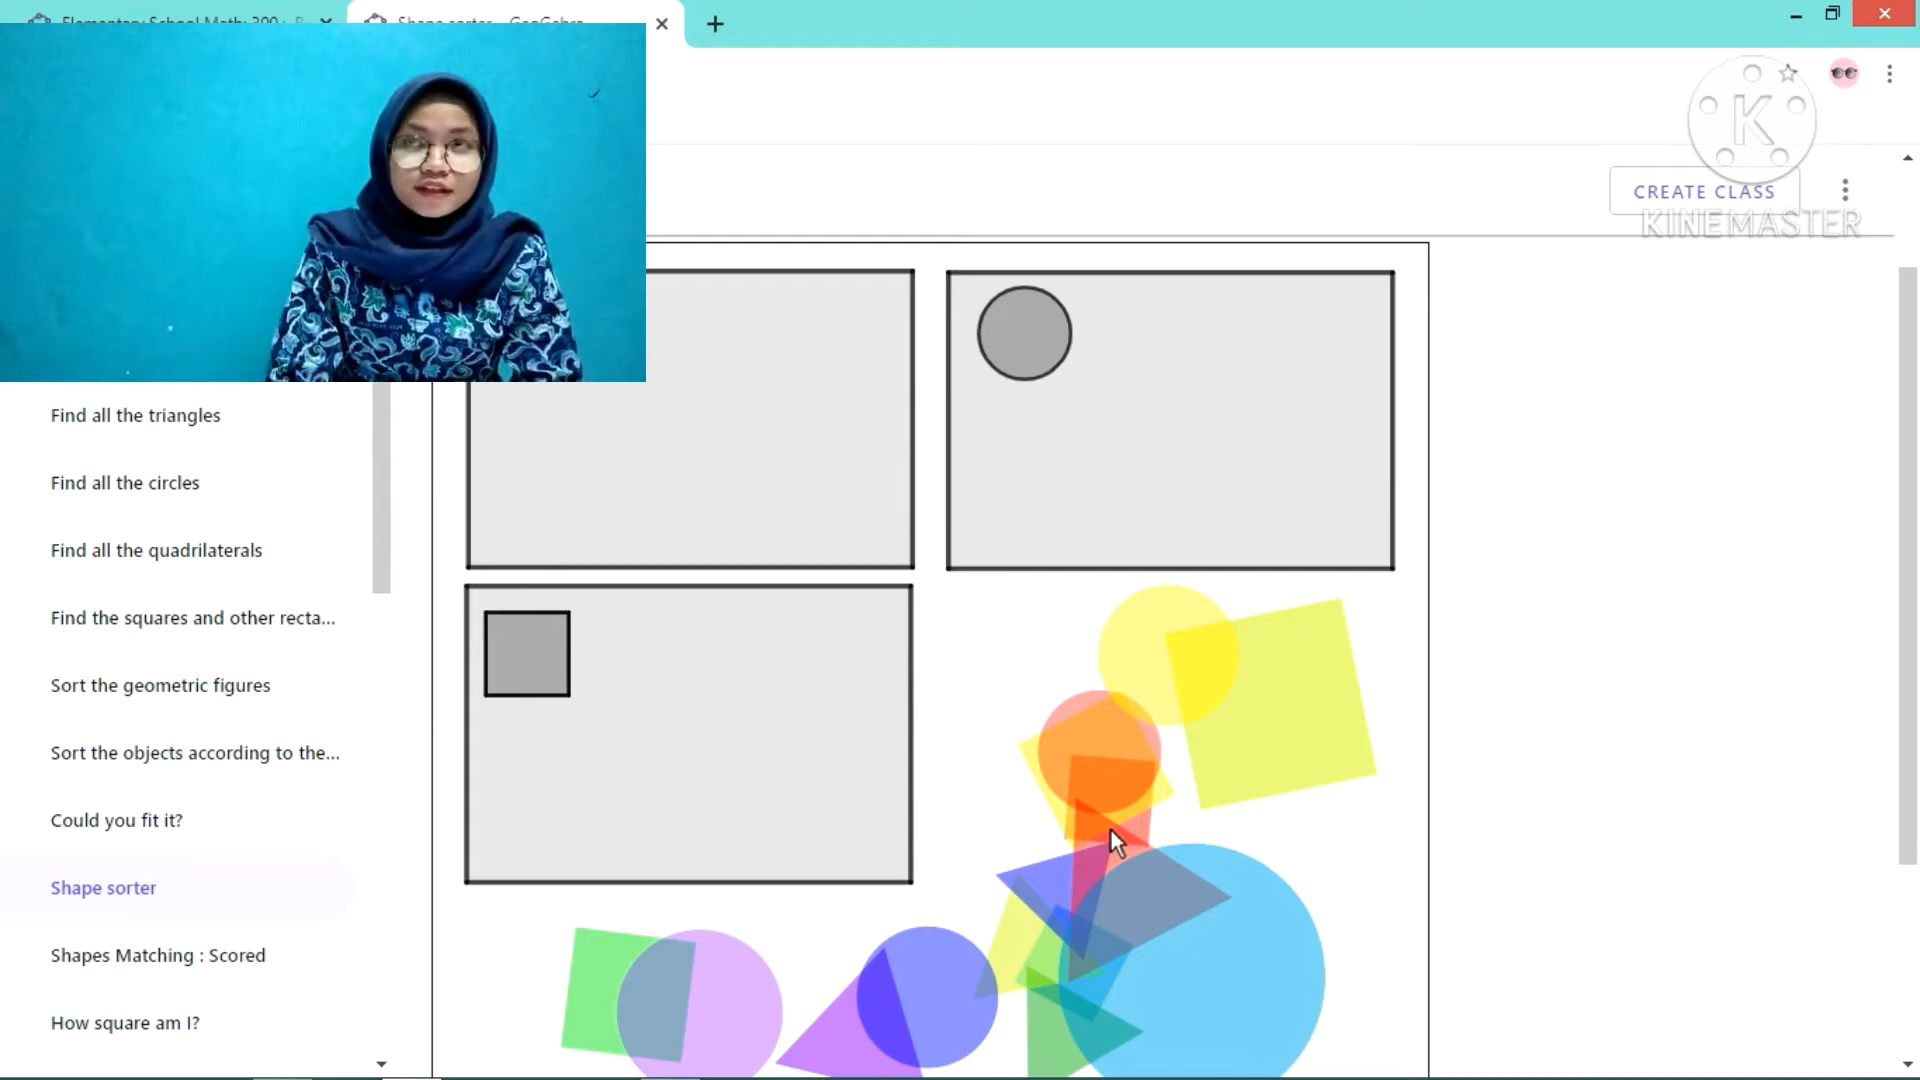 K
CREATE CLASS
KINEMASTER
Find all the triangles
Find all the circles
Find all the quadrilaterals
Find the squares and other recta...
Sort the geometric figures
Sort the objects according to the...
Could you fit it?
Shape sorter
Shapes Matching : Scored
How square am I?